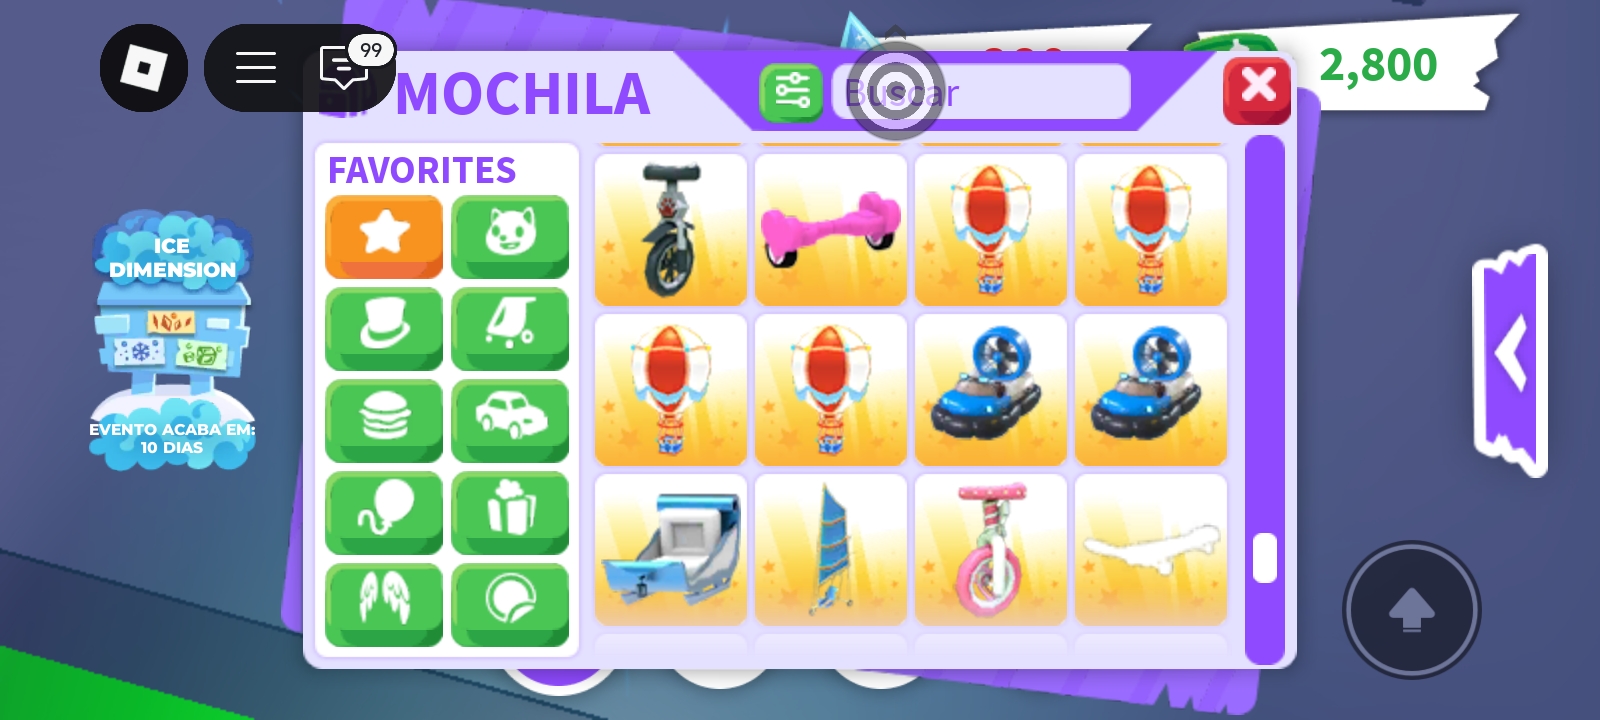 99
MOCHILA
Buscar
2,800
FAVORITES
ICE
DIMENSION
EVENTO ACABA EM:
10 DIAS